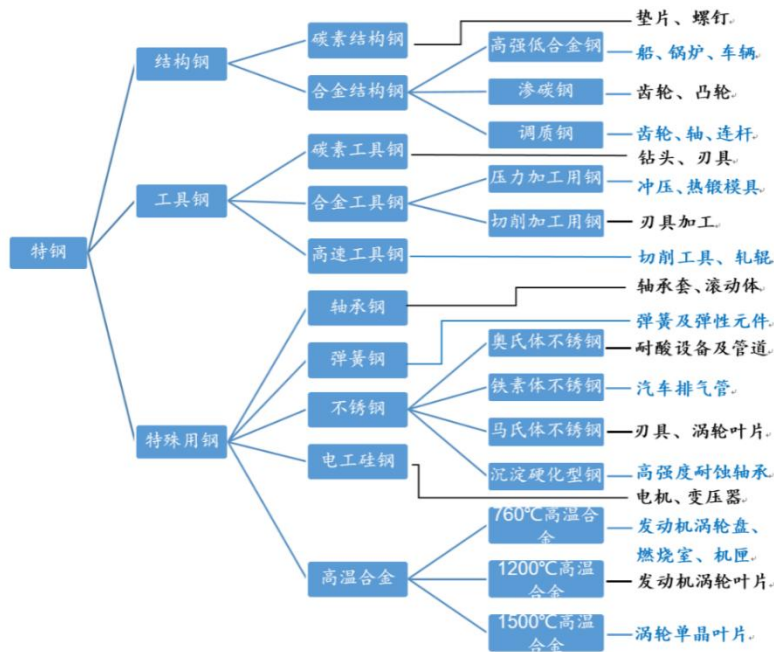 特钢
结构钢
碳素结构钢
垫片、螺钉
合金结构钢
高强低合金钢
船、锅炉、车辆
渗碳钢
齿轮、凸轮
调质钢
齿轮、轴、连杆
工具钢
碳素工具钢
钻头、刃具
合金工具钢
压力加工用钢
冲压、热锻模具
切削加工用钢
刃具加工
高速工具钢
切削工具、轧辊
特殊用钢
轴承钢
轴承套、滚动体
弹簧钢
弹簧及弹性元件
不锈钢
奥氏体不锈钢
耐酸设备及管道
铁素体不锈钢
汽车排气管
马氏体不锈钢
刃具、涡轮叶片
沉淀硬化型钢
高强度耐蚀轴承
电工硅钢
电机、变压器
高温合金
760℃高温合
金
发动机涡轮盘、
燃烧室、机匣
1200℃高温
合金
发动机涡轮叶片
1500℃高温
合金
涡轮单晶叶片